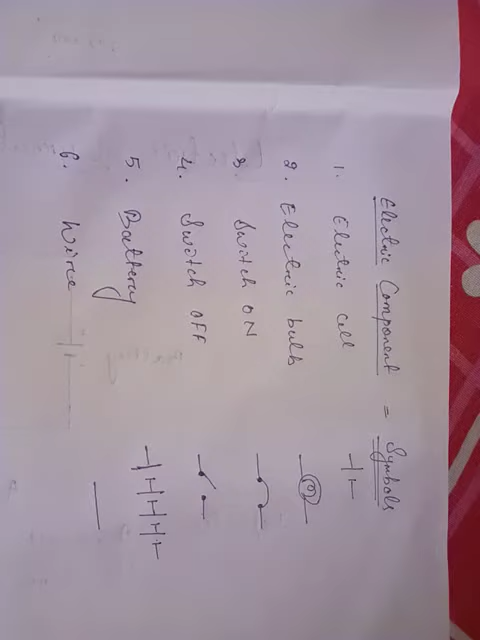 Electric Component = Symbols
1. Electric cell
2. Electric bulb
3. Switch ON
4. Switch OFF
5. Battery
6. Wire